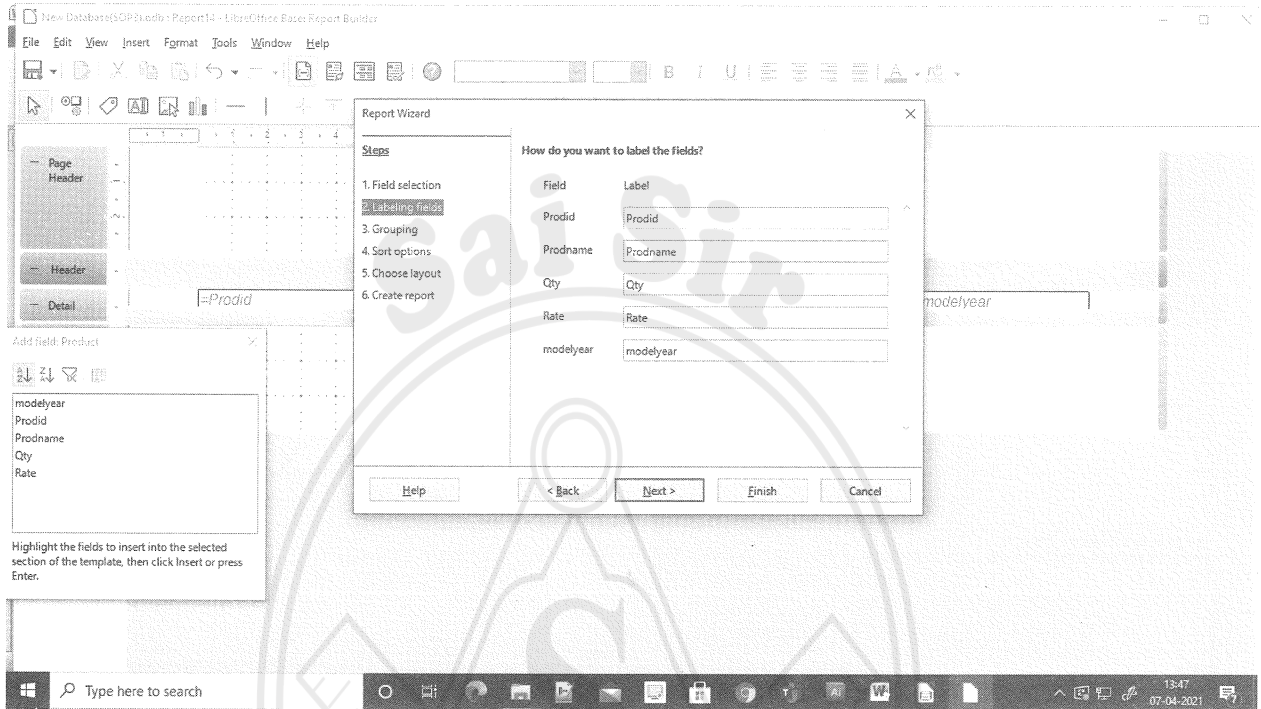 New Database(SOP5).odb : Report14 - LibreOffice Base: Report Builder
File Edit View Insert Format Tools Window Help
B I U A
Page Header
Header
Detail
=Prodid
modelyear
Report Wizard
Steps
1. Field selection
2. Labeling fields
3. Grouping
4. Sort options
5. Choose layout
6. Create report
How do you want to label the fields?
Field Label
Prodid Prodid
Prodname Prodname
Qty Qty
Rate Rate
modelyear modelyear
Help < Back Next > Finish Cancel
Add field: Product
modelyear
Prodid
Prodname
Qty
Rate
Highlight the fields to insert into the selected
section of the template, then click Insert or press
Enter.
Sai Sir
S
Type here to search
13:47
07-04-2021